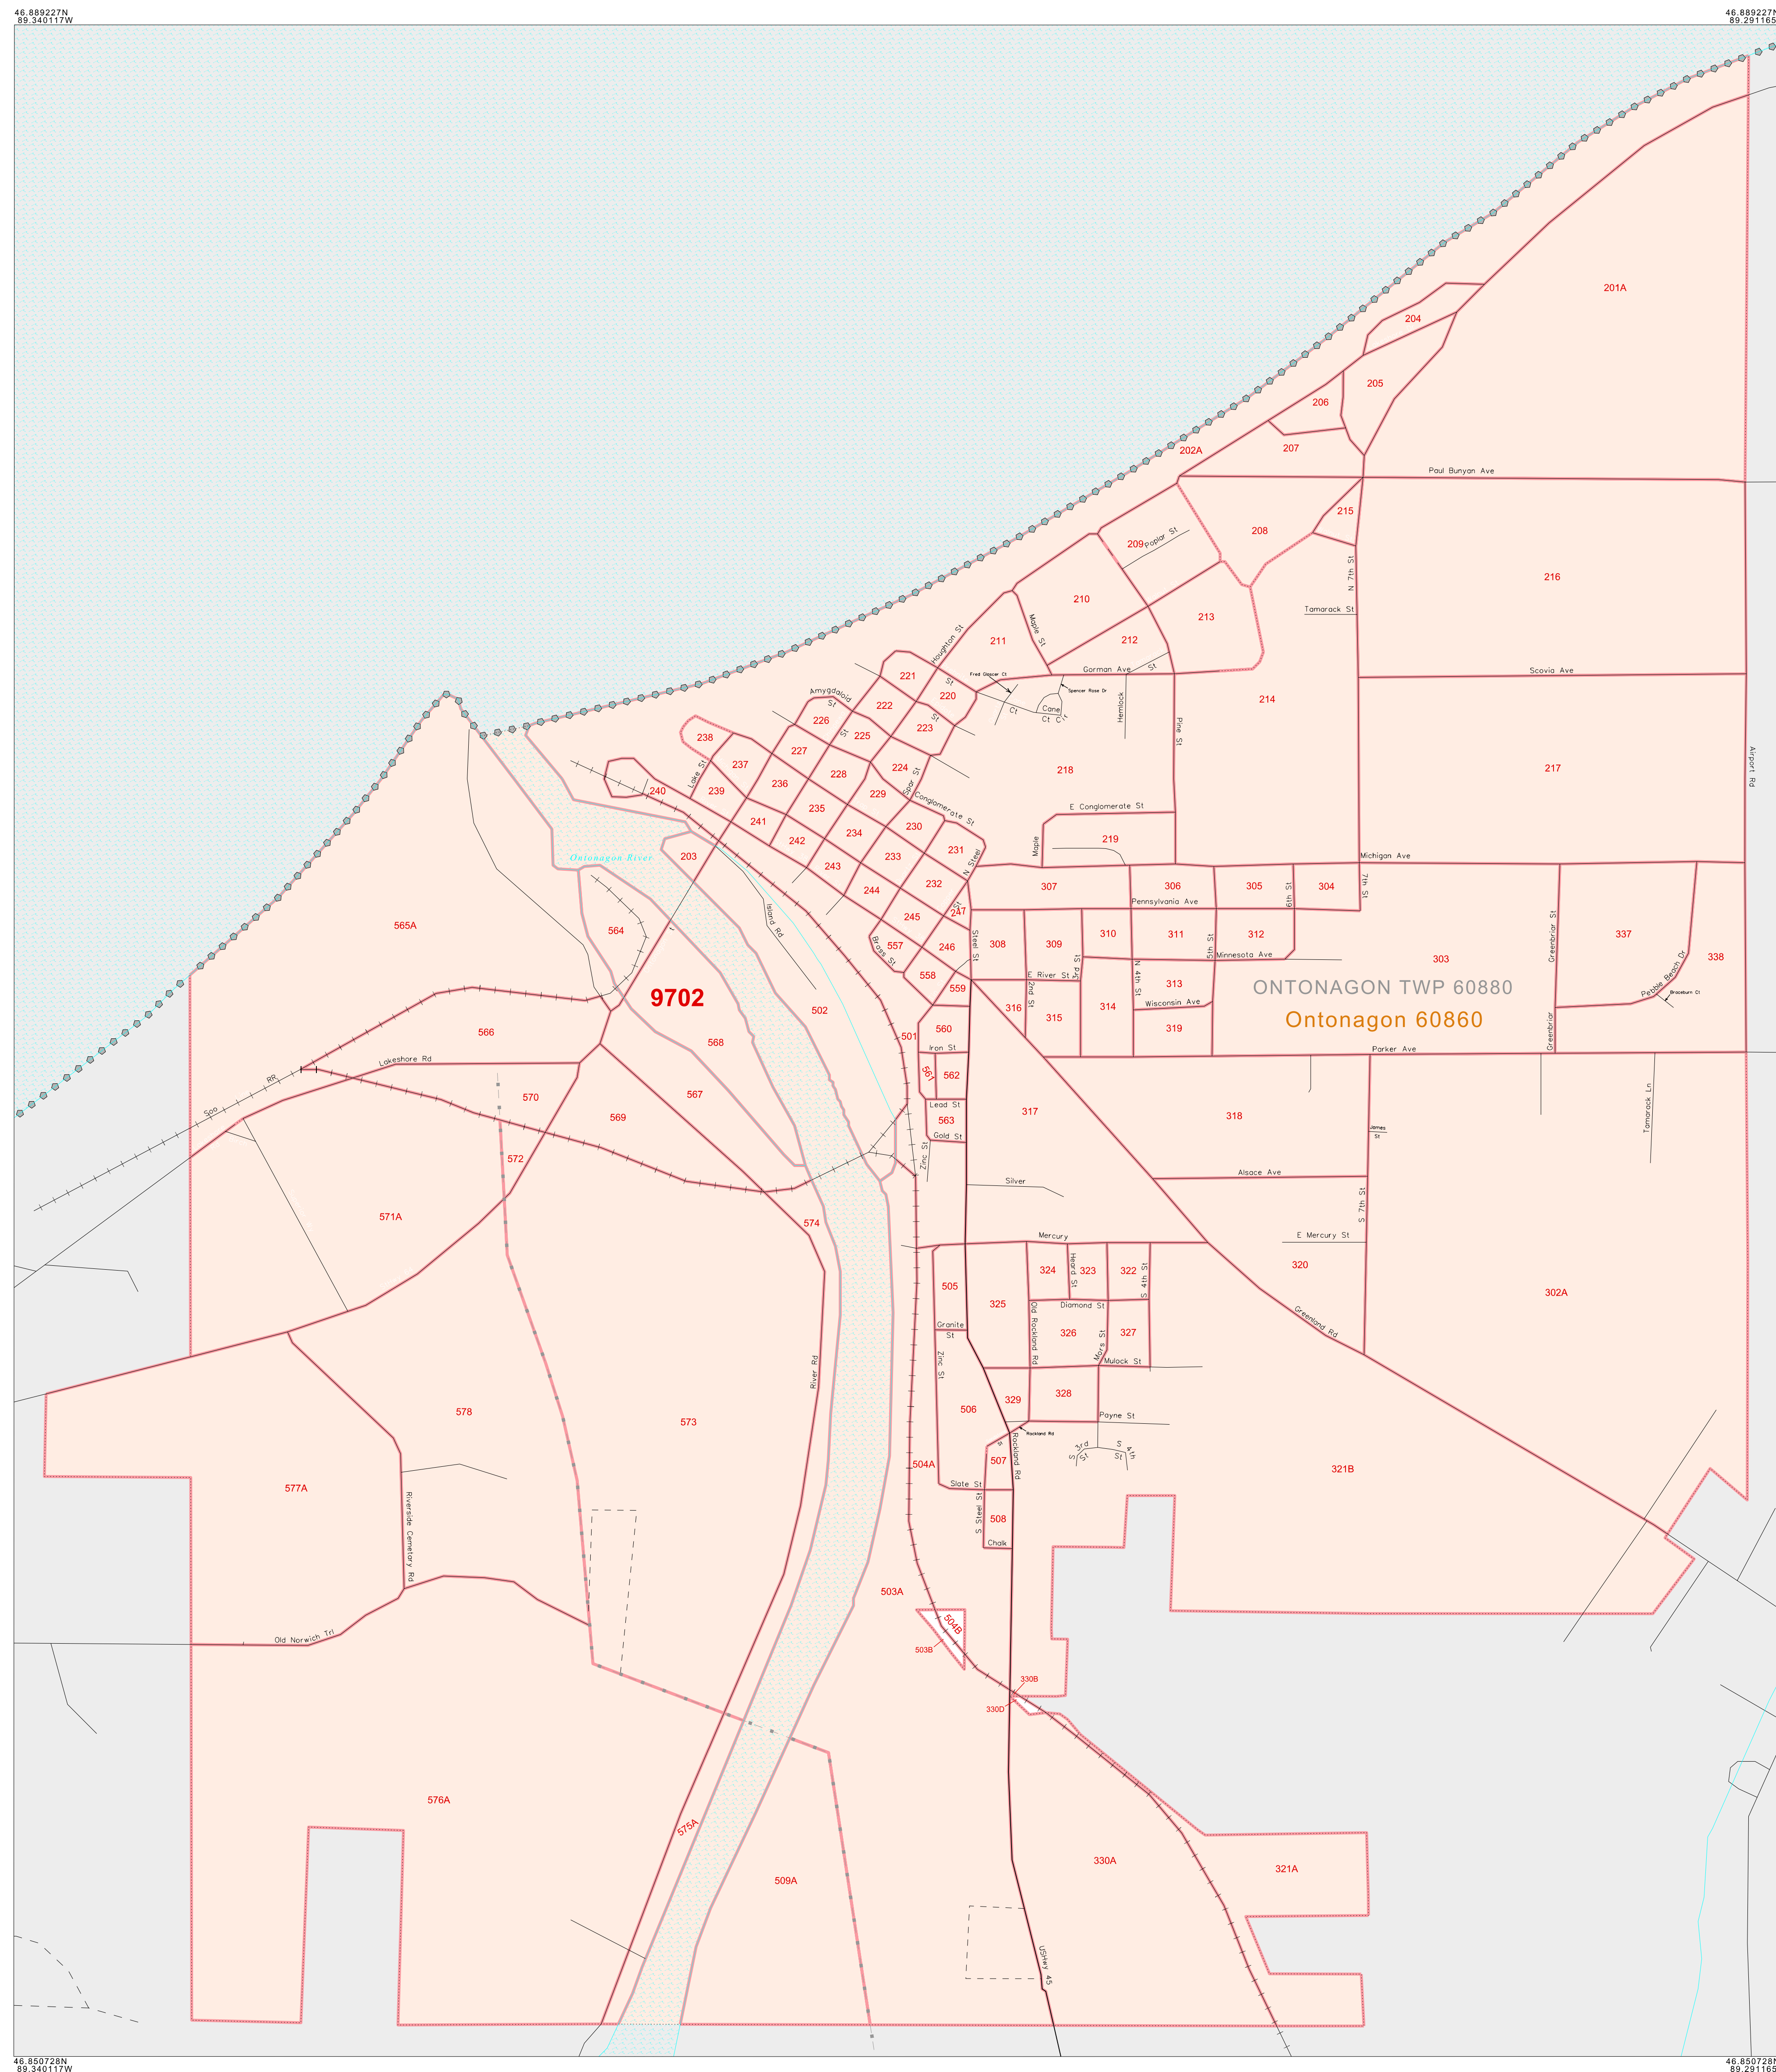 46.889227N
89.340117W
46.889227N
89.291165
201A
204
205
206
202A
207
Paul Bunyan Ave
215
208
209
Poplar St
216
N 7th St
210
Tamarack St
213
Maple St
212
211
Houghton St
Gorman Ave
St
Scovia Ave
221
Fred Glaser Ct
St
Spencer Rose Dr
220
Amygdaloid
St
214
222
Cane
Ct
Ct Cir
Hemlock
226
223
St
225
St
Pine St
238
227
Airport Rd
237
228
224
218
217
Lake St
236
Spar St
240
239
229
Conglomerate St
235
E Conglomerate St
241
230
234
219
242
Maple
231
233
Michigan Ave
Ontonagon River
203
243
N Steel
232
307
306
305
304
7th St
6th St
244
Pennsylvania Ave
St
247
245
Island Rd
565A
564
Greenbriar St
337
557
Brass St
246
Steel St
308
309
310
311
5th St
312
338
Minnesota Ave
303
558
E River St
3rd St
Pebble Beach Dr
559
2nd St
N 4th St
313
ONTONAGON TWP 60880
Braceburn Ct
9702
502
316
314
Wisconsin Ave
315
319
Ontonagon 60860
560
501
566
568
Greenbriar
Iron St
Parker Ave
Lakeshore Rd
561
562
RR
567
570
Lead St
Soo
317
318
569
563
Tamarack Ln
James
St
Gold St
Zinc St
572
Alsace Ave
Silver
571A
S 7th St
574
Mercury
E Mercury St
324
Heard St
323
322
S 4th St
320
505
302A
325
Old Rockland Rd
Diamond St
Greenland Rd
Granite
St
326
Mars St
327
River Rd
Zinc St
Mulock St
328
329
506
578
573
Payne St
Rockland Rd
St
Rockland Rd
S 3rd
St
S 4th
St
507
504A
321B
577A
Slate St
Riverside Cemetary Rd
S Steel St
508
Chalk
503A
504B
Old Norwich Trl
503B
330B
330D
576A
575A
330A
321A
509A
USHwy 45
46.850728N
89.340117W
46.850728N
89.291165